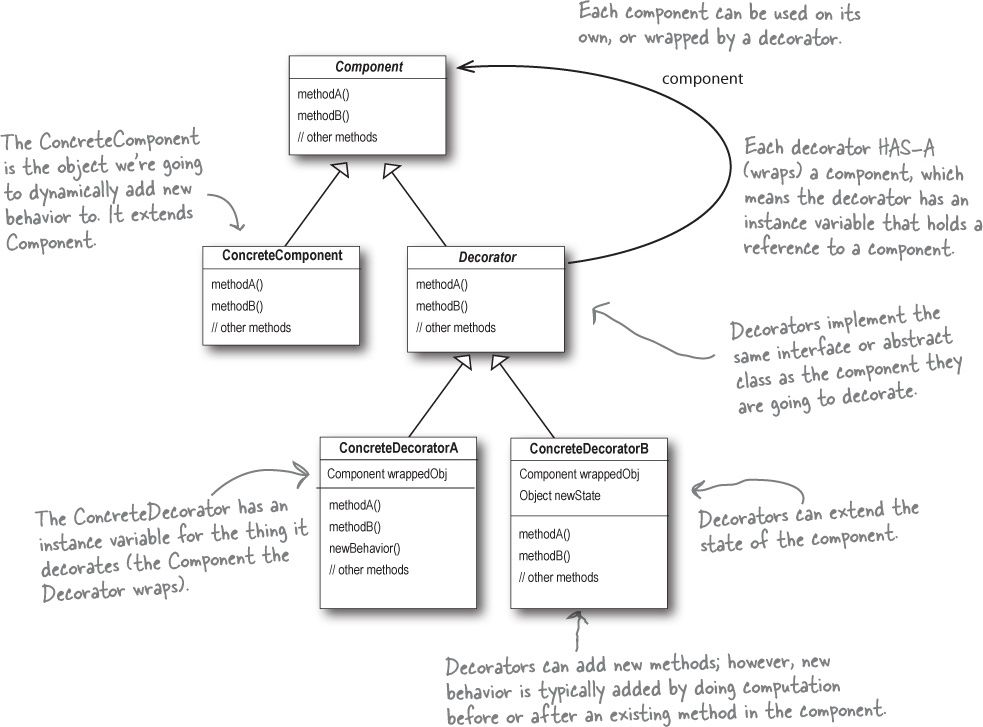 Each component can be used on its
own, or wrapped by a decorator.
Component
methodA()
methodB()
// other methods
component
The ConcreteComponent
is the object we're going
to dynamically add new
behavior to. It extends
Component.
Each decorator HAS-A
(wraps) a component, which
means the decorator has an
instance variable that holds a
reference to a component.
ConcreteComponent
methodA()
methodB()
// other methods
Decorator
methodA()
methodB()
// other methods
Decorators implement the
same interface or abstract
class as the component they
are going to decorate.
ConcreteDecoratorA
Component wrappedObj
methodA()
methodB()
newBehavior()
// other methods
ConcreteDecoratorB
Component wrappedObj
Object newState
methodA()
methodB()
// other methods
The ConcreteDecorator has an
instance variable for the thing it
decorates (the Component the
Decorator wraps).
Decorators can extend the
state of the component.
Decorators can add new methods; however, new
behavior is typically added by doing computation
before or after an existing method in the component.